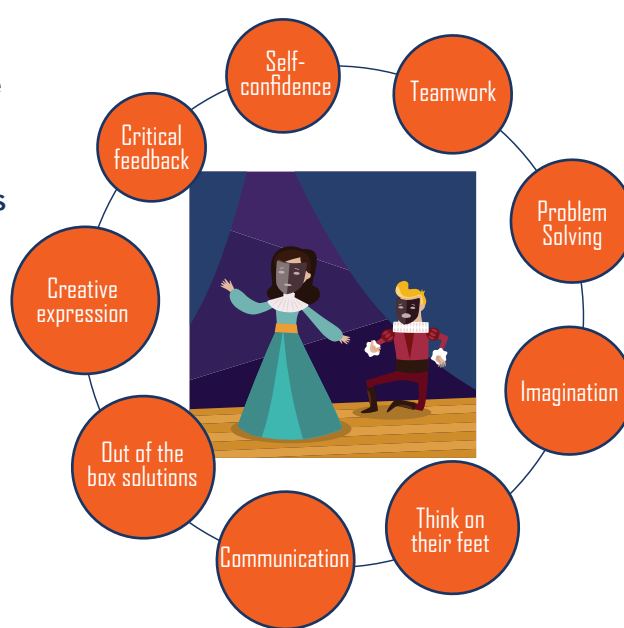 Self-
confidence
Teamwork
Problem
Solving
Imagination
Think on
their feet
Communication
Out of the
box solutions
Creative
expression
Critical
feedback